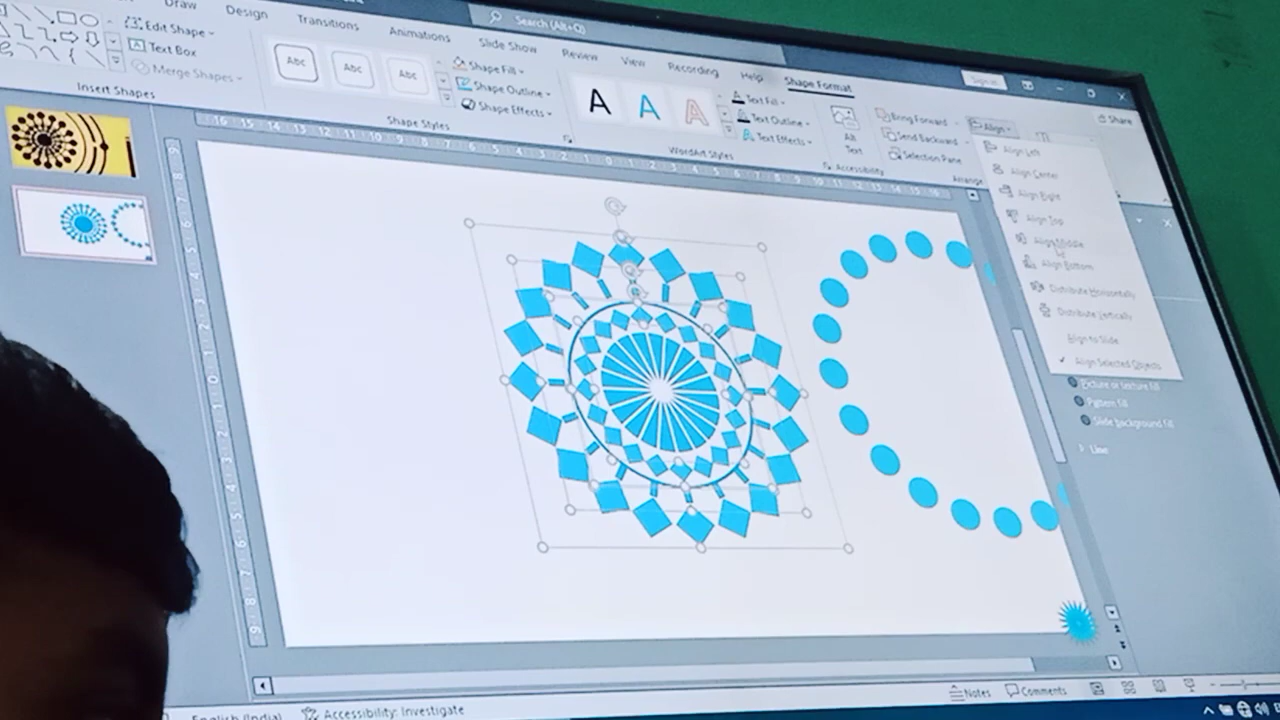 Draw
Design
Transitions
Animations
Slide Show
Review
View
Recording
Help
Shape Format
Search (Alt+Q)
Share
Edit Shape
Text Box
Merge Shapes
Insert Shapes
Abc
Abc
Abc
Shape Fill
Shape Outline
Shape Effects
Shape Styles
A
A
A
Text Fill
Text Outline
Text Effects
WordArt Styles
Alt
Text
Accessibility
Bring Forward
Send Backward
Selection Pane
Arrange
Align
Align Left
Align Center
Align Right
Align Top
Align Middle
Align Bottom
Distribute Horizontally
Distribute Vertically
Align to Slide
Align Selected Objects
Picture or texture fill
Pattern fill
Slide background fill
Line
Notes
Comments
English (India)
Accessibility: Investigate